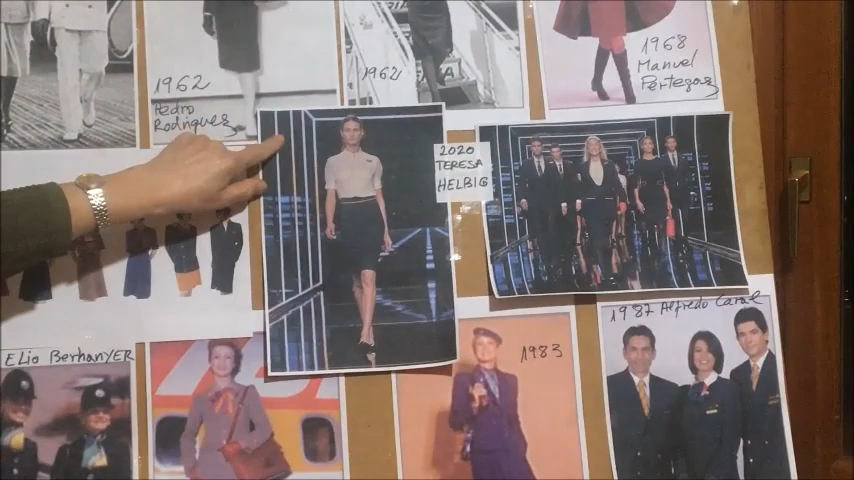 1962
Pedro
Rodriguez
1962
1968
Manuel
Pertegaz
2020
TERESA
HELBIG
ELIO BERHANYER
1983
1987 Alfredo Caral